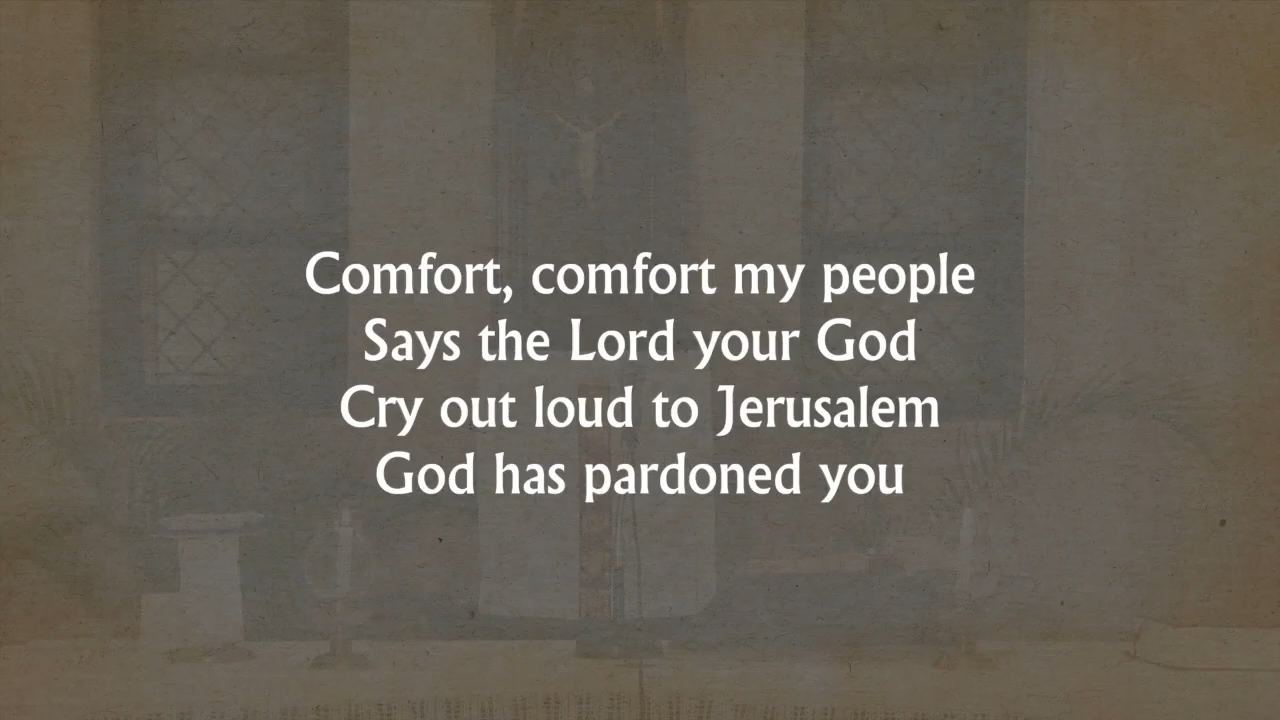 Comfort, comfort my people
Says the Lord your God
Cry out loud to Jerusalem
God has pardoned you